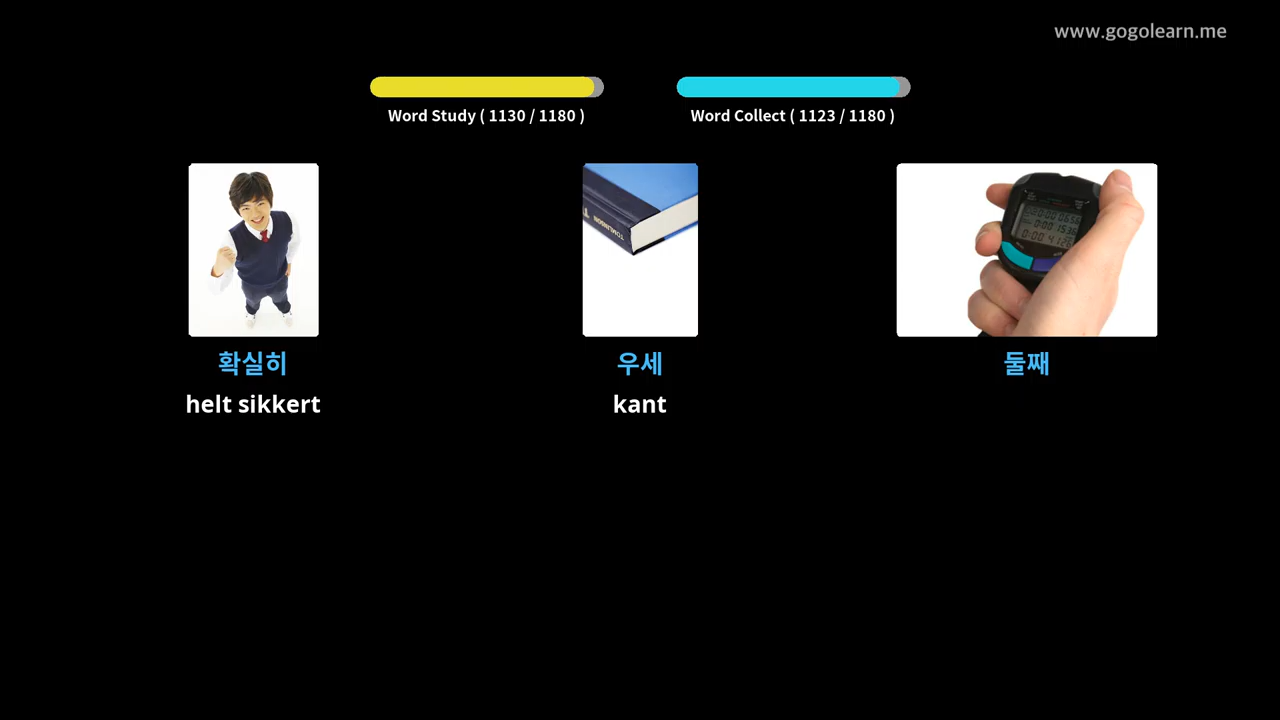 www.gogolearn.me
Word Study ( 1130 / 1180 )
Word Collect ( 1123 / 1180 )
TOMLINSON
확실히
우세
둘째
helt sikkert
kant